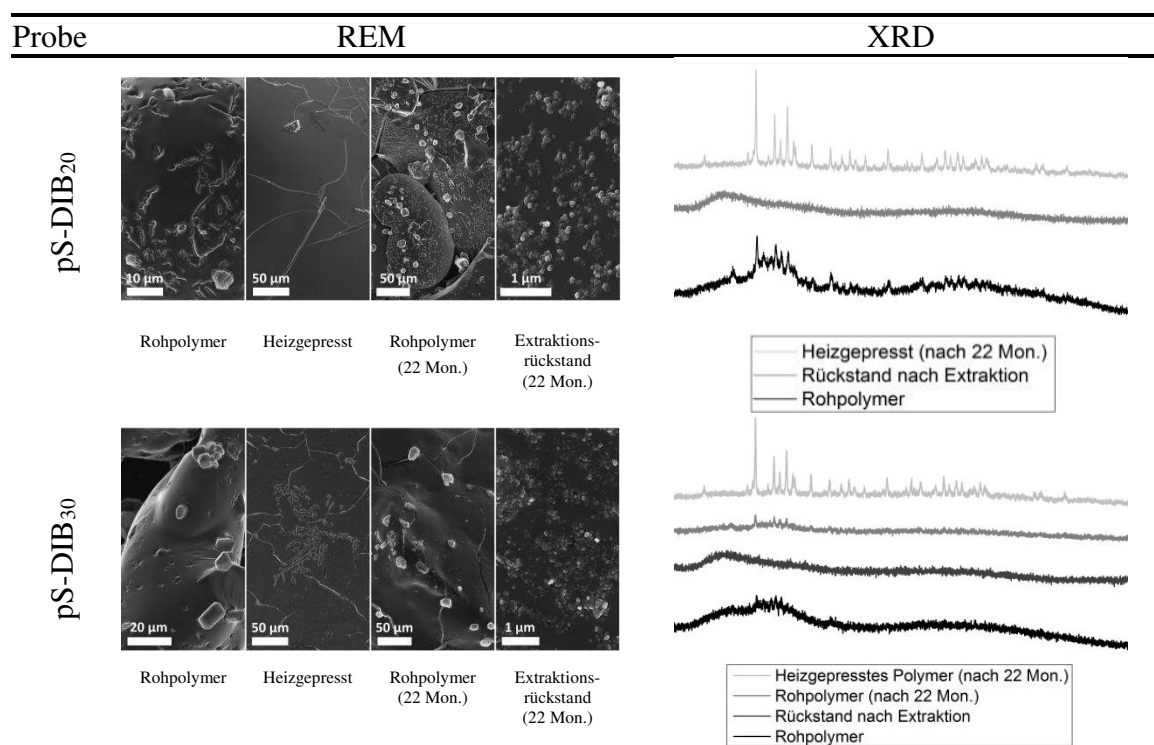 Probe REM XRD
pS-DIB20
10 µm 50 µm 50 µm 1 µm
Rohpolymer Heizgepresst Rohpolymer Extraktions-
(22 Mon.) rückstand
(22 Mon.)
Heizgepresst (nach 22 Mon.)
Rückstand nach Extraktion
Rohpolymer
pS-DIB30
20 µm 50 µm 50 µm 1 µm
Rohpolymer Heizgepresst Rohpolymer Extraktions-
(22 Mon.) rückstand
(22 Mon.)
Heizgepresstes Polymer (nach 22 Mon.)
Rohpolymer (nach 22 Mon.)
Rückstand nach Extraktion
Rohpolymer